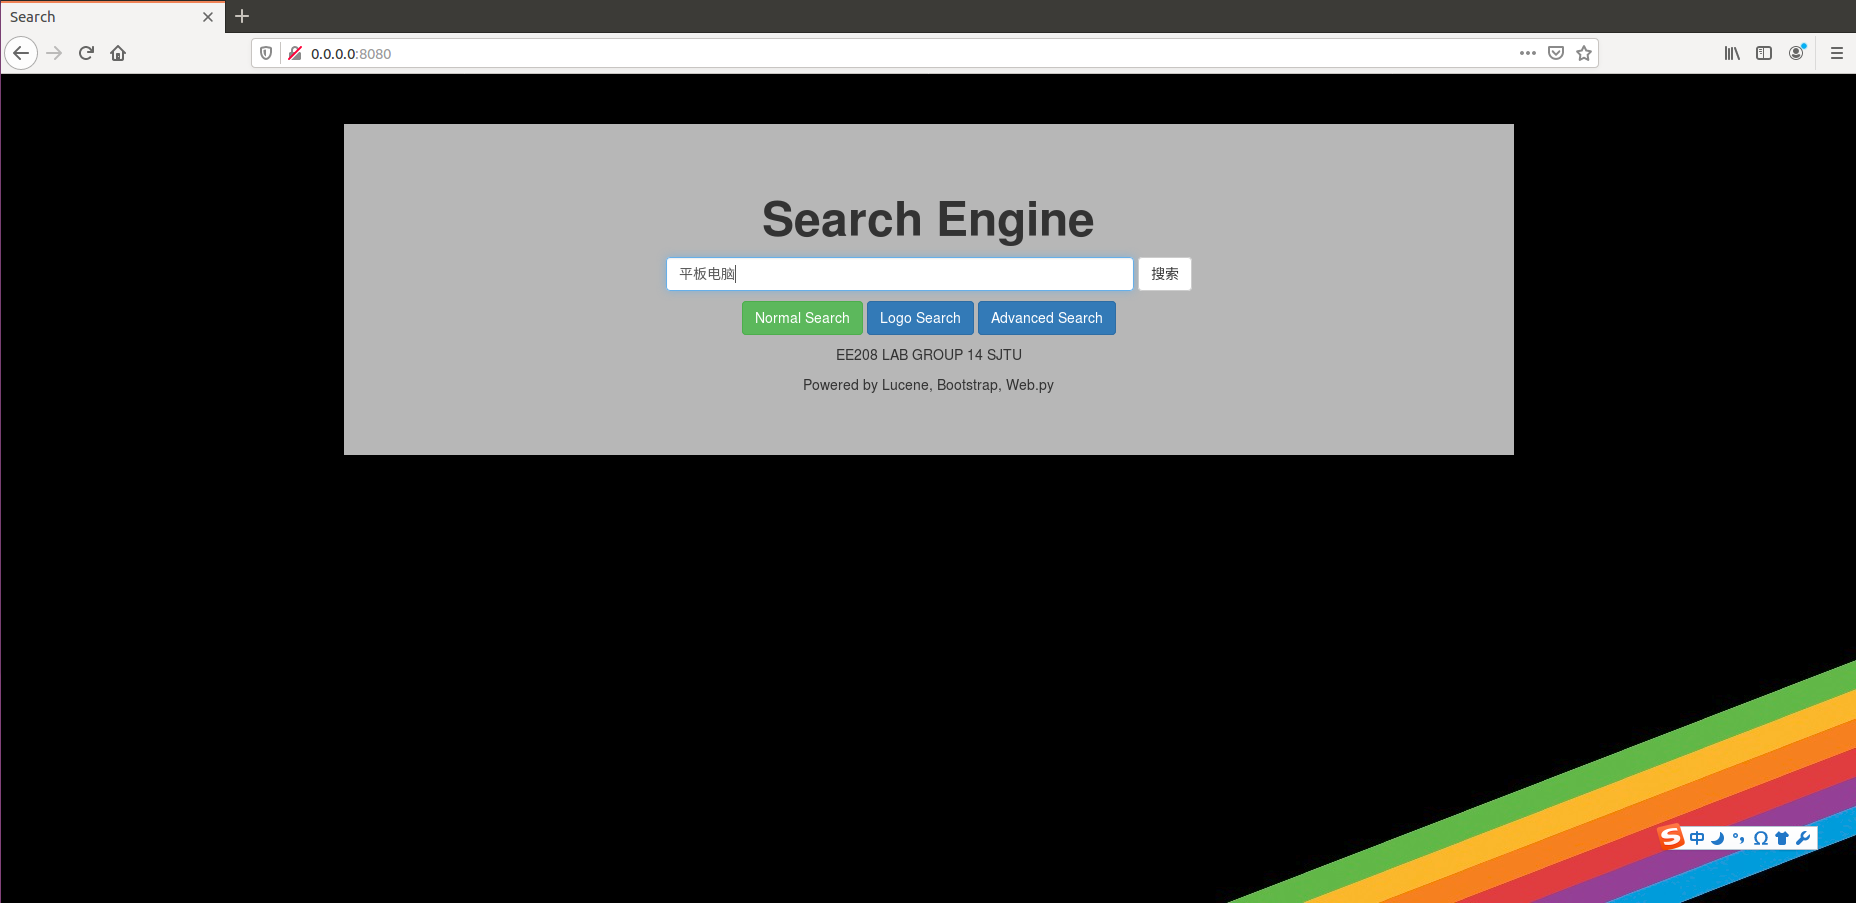 Search
0.0.0.0:8080
Search Engine
平板电脑
搜索
Normal Search Logo Search Advanced Search
EE208 LAB GROUP 14 SJTU
Powered by Lucene, Bootstrap, Web.py
S 中